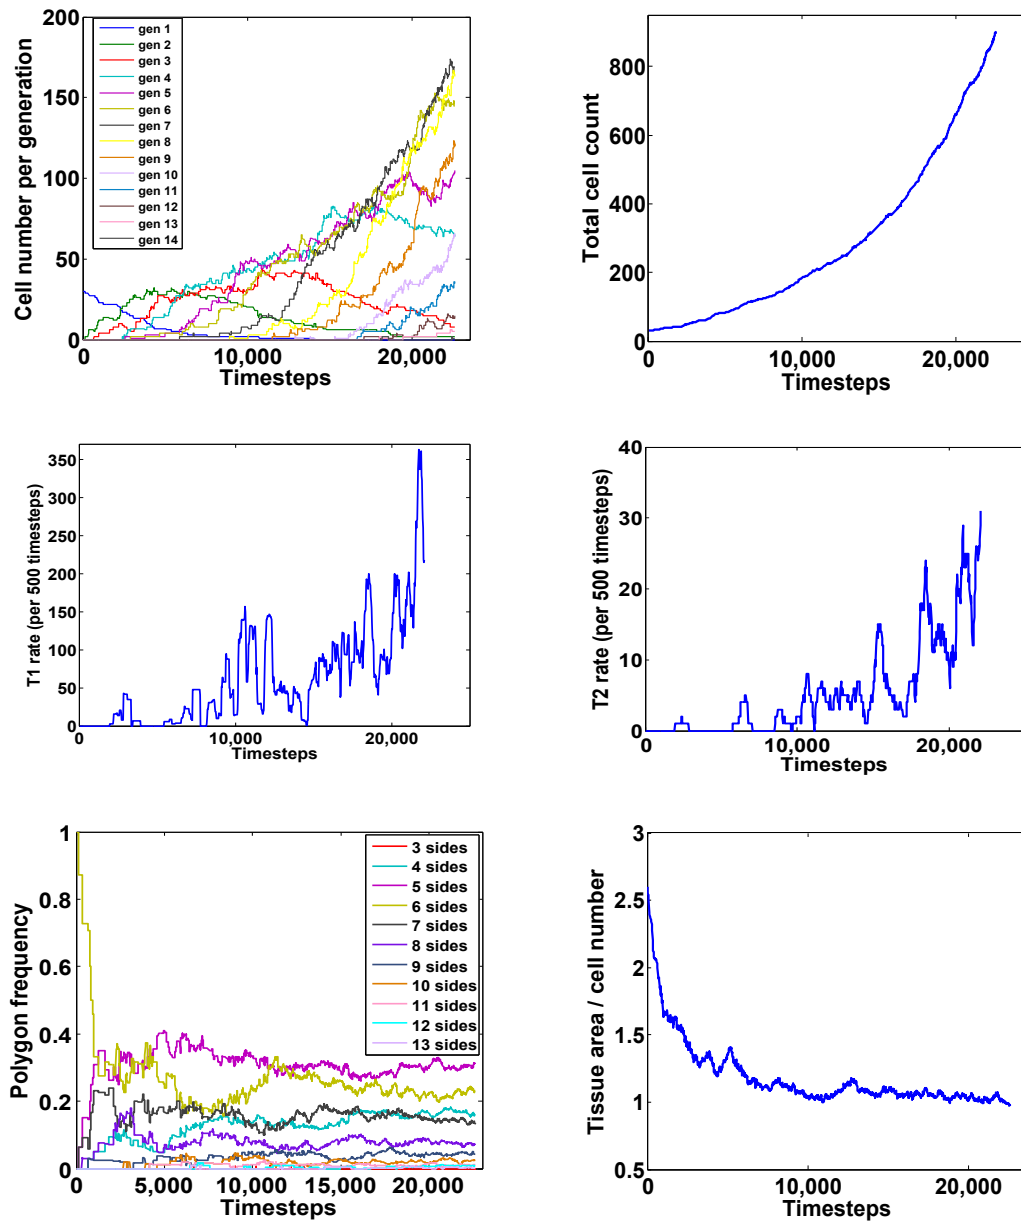 200
150
100
50
0
Cell number per generation
gen 1
gen 2
gen 3
gen 4
gen 5
gen 6
gen 7
gen 8
gen 9
gen 10
gen 11
gen 12
gen 13
gen 14
0
10,000
20,000
Timesteps
800
600
400
200
0
Total cell count
0
10,000
20,000
Timesteps
350
300
250
200
150
100
50
0
T1 rate (per 500 timesteps)
0
10,000
20,000
Timesteps
40
30
20
10
0
T2 rate (per 500 timesteps)
0
10,000
20,000
Timesteps
1
0.8
0.6
0.4
0.2
0
Polygon frequency
3 sides
4 sides
5 sides
6 sides
7 sides
8 sides
9 sides
10 sides
11 sides
12 sides
13 sides
0
5,000
10,000
15,000
20,000
Timesteps
3
2.5
2
1.5
1
0.5
Tissue area / cell number
0
10,000
20,000
Timesteps